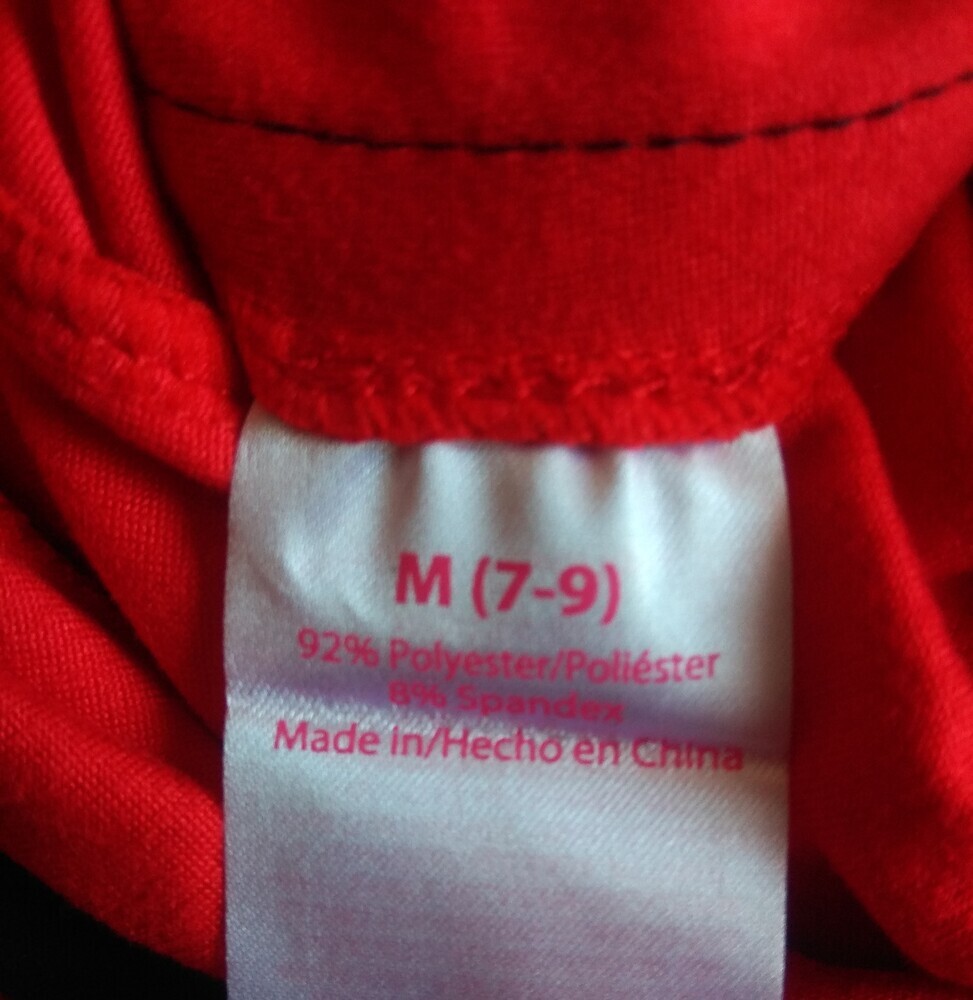 M (7-9)
92% Polyester/Poliéster
8% Spandex
Made in/Hecho en China